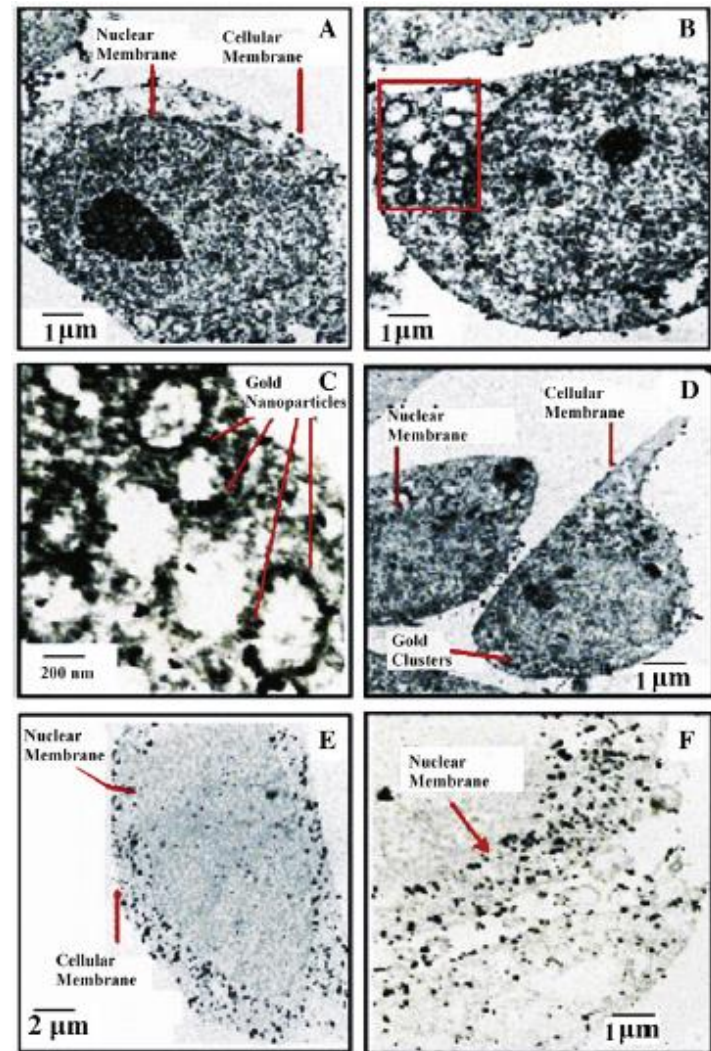 A
Nuclear
Membrane
Cellular
Membrane
1 μm
B
1 μm
C
Gold
Nanoparticles
200 nm
D
Nuclear
Membrane
Cellular
Membrane
Gold
Clusters
1 μm
E
Nuclear
Membrane
Cellular
Membrane
2 μm
F
Nuclear
Membrane
1 μm